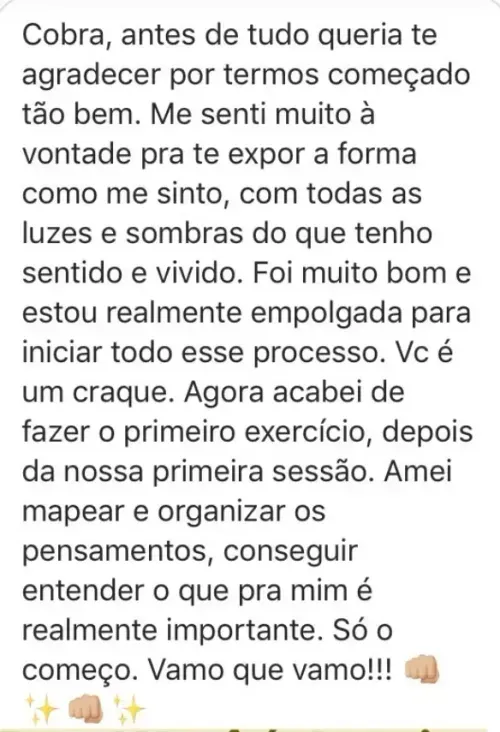 Cobra, antes de tudo queria te
agradecer por termos começado
tão bem. Me senti muito à
vontade pra te expor a forma
como me sinto, com todas as
luzes e sombras do que tenho
sentido e vivido. Foi muito bom e
estou realmente empolgada para
iniciar todo esse processo. Vc é
um craque. Agora acabei de
fazer o primeiro exercício, depois
da nossa primeira sessão. Amei
mapear e organizar os
pensamentos, conseguir
entender o que pra mim é
realmente importante. Só o
começo. Vamo que vamo!!! 👊🏼
✨👊🏼✨